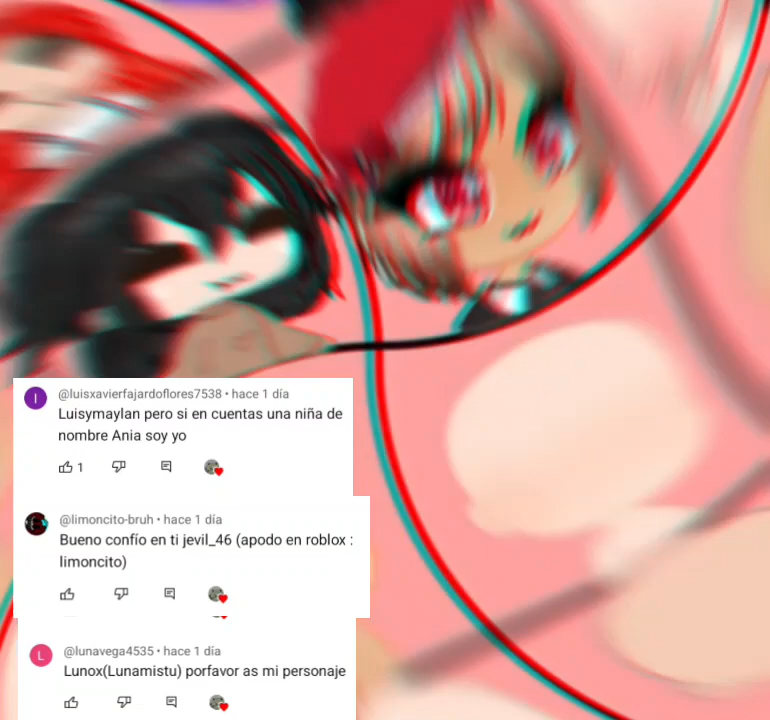 @luisxavierfajardoflores7538 • hace 1 día
Luisymaylan pero si en cuentas una niña de
nombre Ania soy yo
1
@limoncito-bruh • hace 1 día
Bueno confío en ti jevil_46 (apodo en roblox :
limoncito)
L
@lunavega4535 • hace 1 día
Lunox(Lunamistu) porfavor as mi personaje